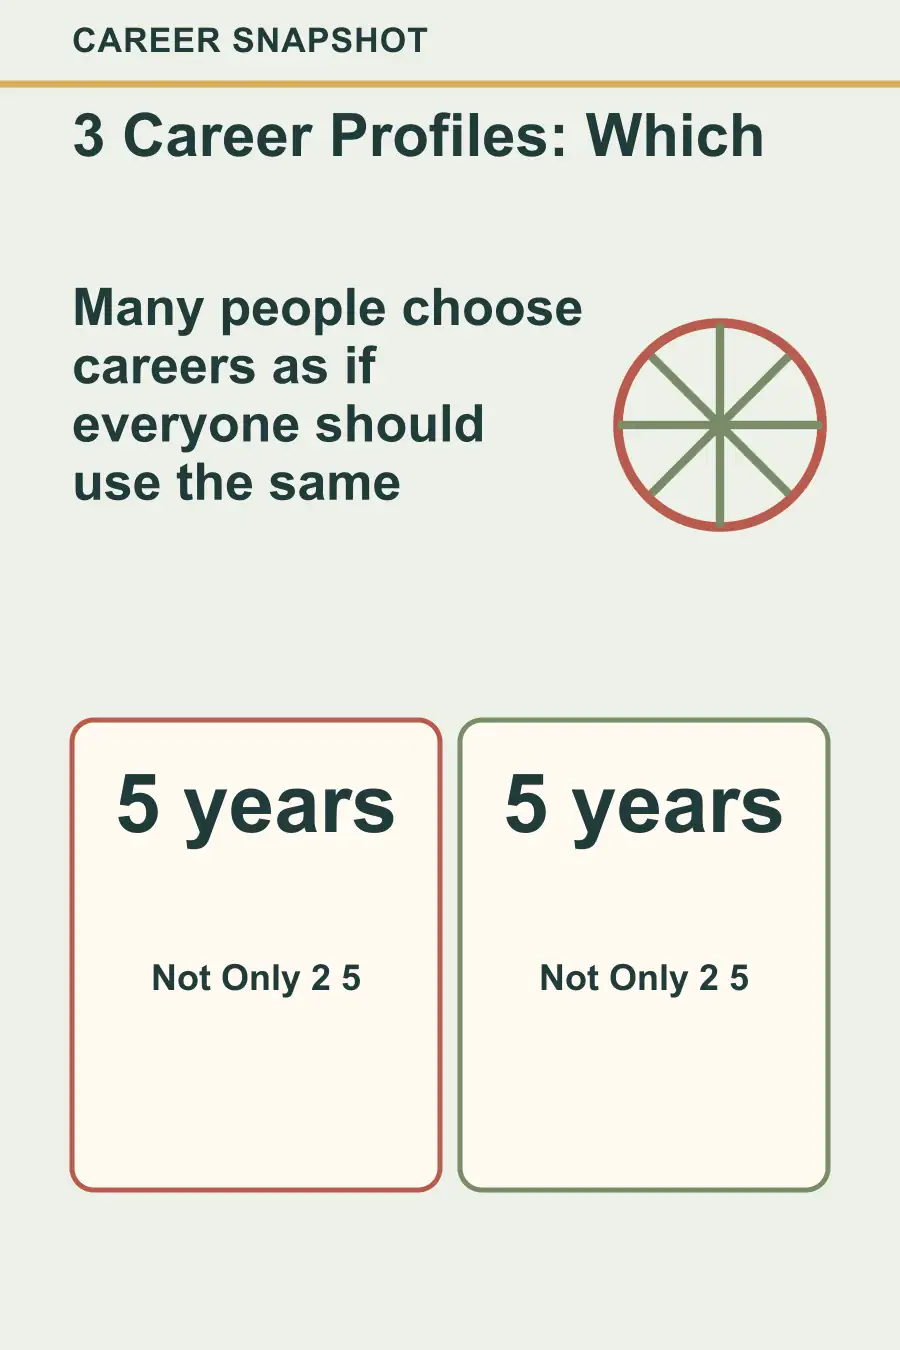 CAREER SNAPSHOT
3 Career Profiles: Which
Many people choose
careers as if
everyone should
use the same
5 years
Not Only 2 5
5 years
Not Only 2 5